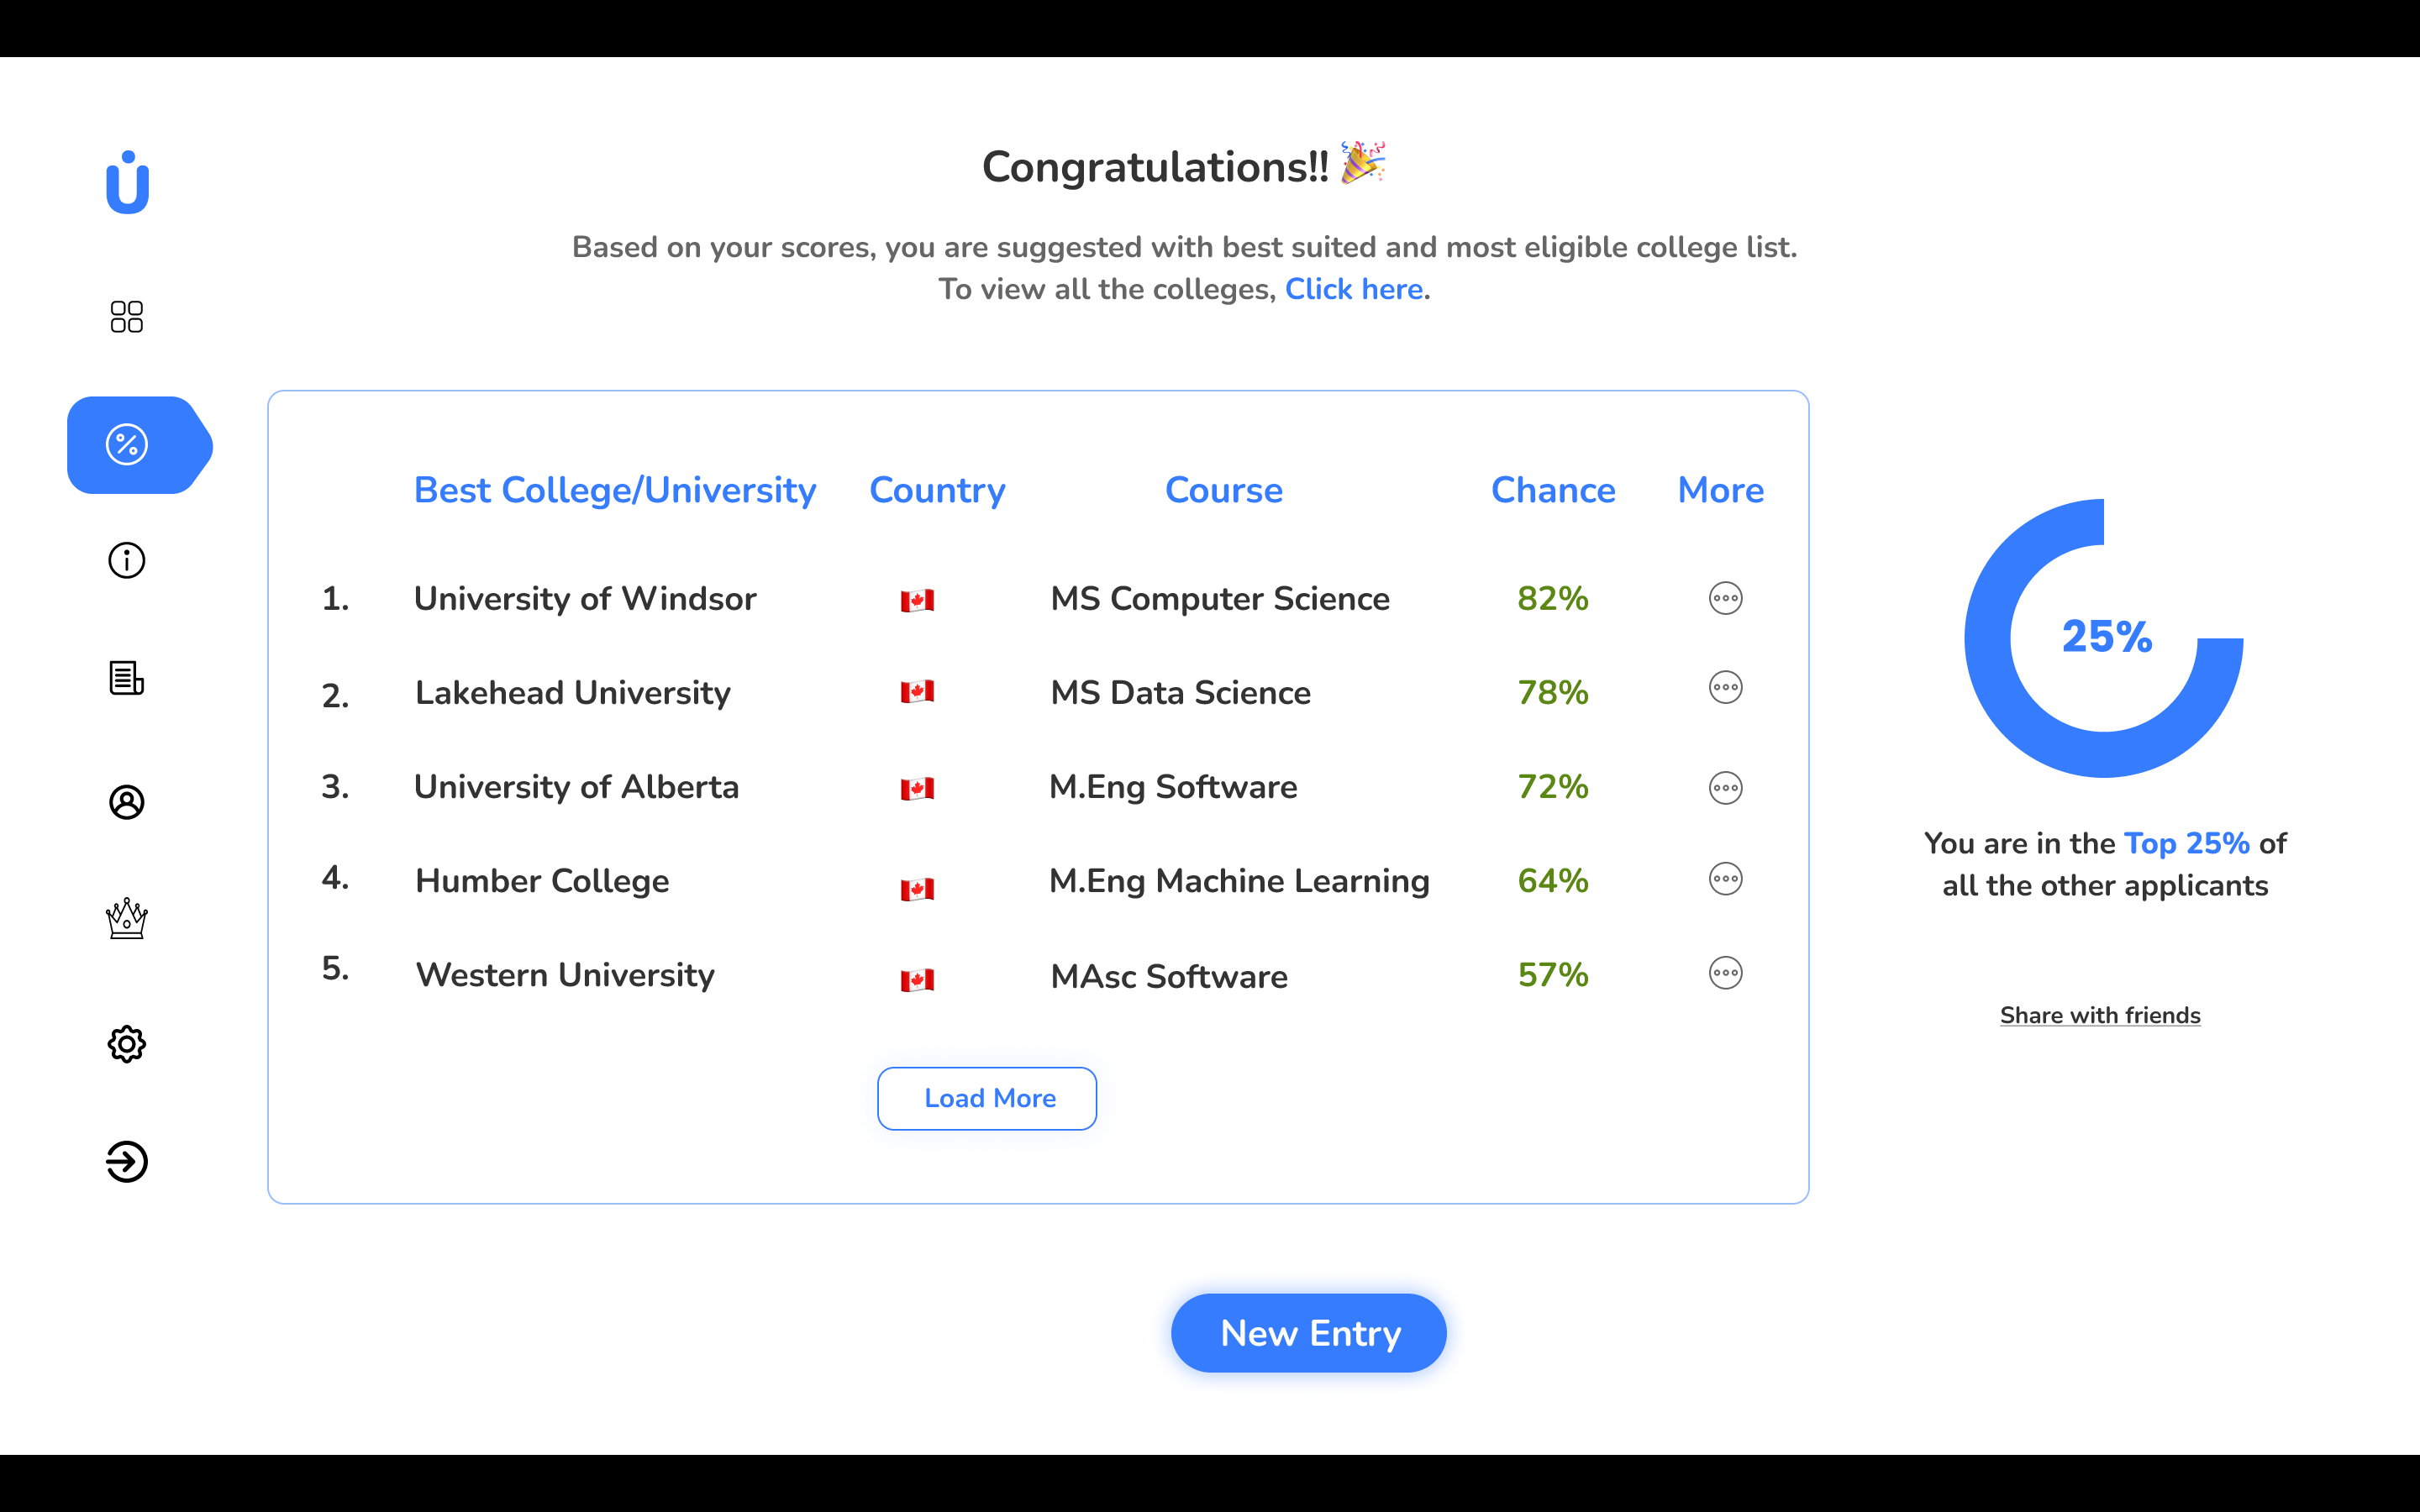 Congratulations!! 🎉
Based on your scores, you are suggested with best suited and most eligible college list.
To view all the colleges, Click here.
Best College/University Country Course Chance More
1. University of Windsor 🇨🇦 MS Computer Science 82%
2. Lakehead University 🇨🇦 MS Data Science 78%
3. University of Alberta 🇨🇦 M.Eng Software 72%
4. Humber College 🇨🇦 M.Eng Machine Learning 64%
5. Western University 🇨🇦 MAsc Software 57%
Load More
25%
You are in the Top 25% of
all the other applicants
Share with friends
New Entry